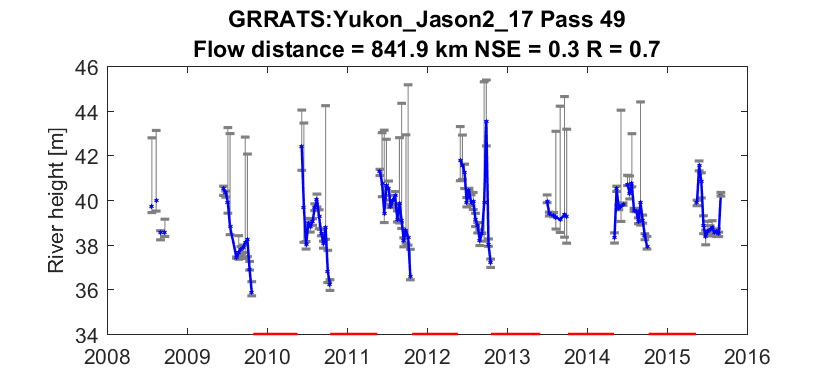 GRRATS:Yukon_Jason2_17 Pass 49
Flow distance = 841.9 km NSE = 0.3 R = 0.7
River height [m]
46
44
42
40
38
36
34
2008 2009 2010 2011 2012 2013 2014 2015 2016